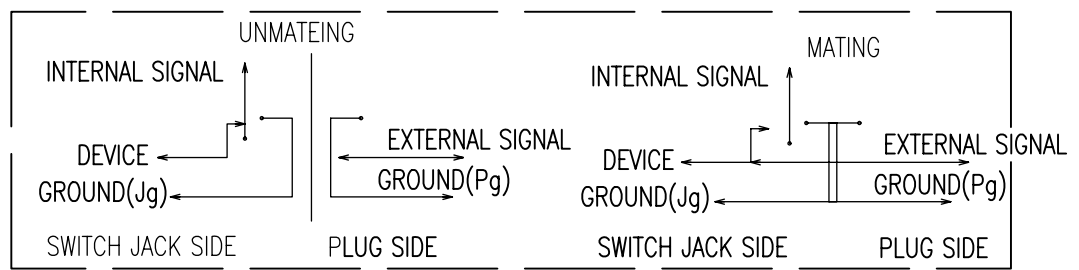 UNMATEING
INTERNAL SIGNAL
DEVICE
EXTERNAL SIGNAL
GROUND(Jg)
GROUND(Pg)
SWITCH JACK SIDE
PLUG SIDE
MATING
INTERNAL SIGNAL
DEVICE
EXTERNAL SIGNAL
GROUND(Jg)
GROUND(Pg)
SWITCH JACK SIDE
PLUG SIDE